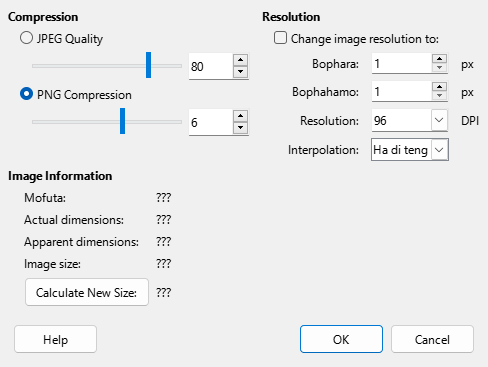 Compression
JPEG Quality
80
PNG Compression
6
Image Information
Mofuta: ???
Actual dimensions: ???
Apparent dimensions: ???
Image size: ???
Calculate New Size: ???
Resolution
Change image resolution to:
Bophara: 1 px
Bophahamo: 1 px
Resolution: 96 DPI
Interpolation: Ha di teng
Help
OK
Cancel